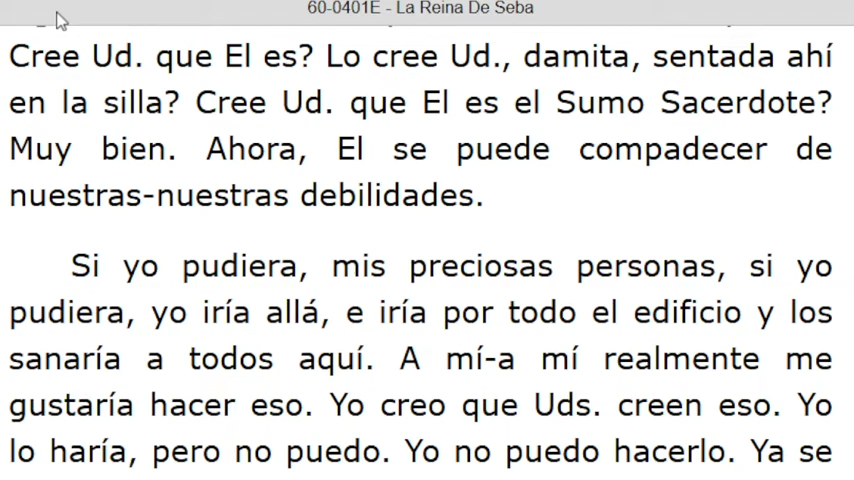 60-0401E - La Reina De Seba
Cree Ud. que El es? Lo cree Ud., damita, sentada ahí
en la silla? Cree Ud. que El es el Sumo Sacerdote?
Muy bien. Ahora, El se puede compadecer de
nuestras-nuestras debilidades.
Si yo pudiera, mis preciosas personas, si yo
pudiera, yo iría allá, e iría por todo el edificio y los
sanaría a todos aquí. A mí-a mí realmente me
gustaría hacer eso. Yo creo que Uds. creen eso. Yo
lo haría, pero no puedo. Yo no puedo hacerlo. Ya se